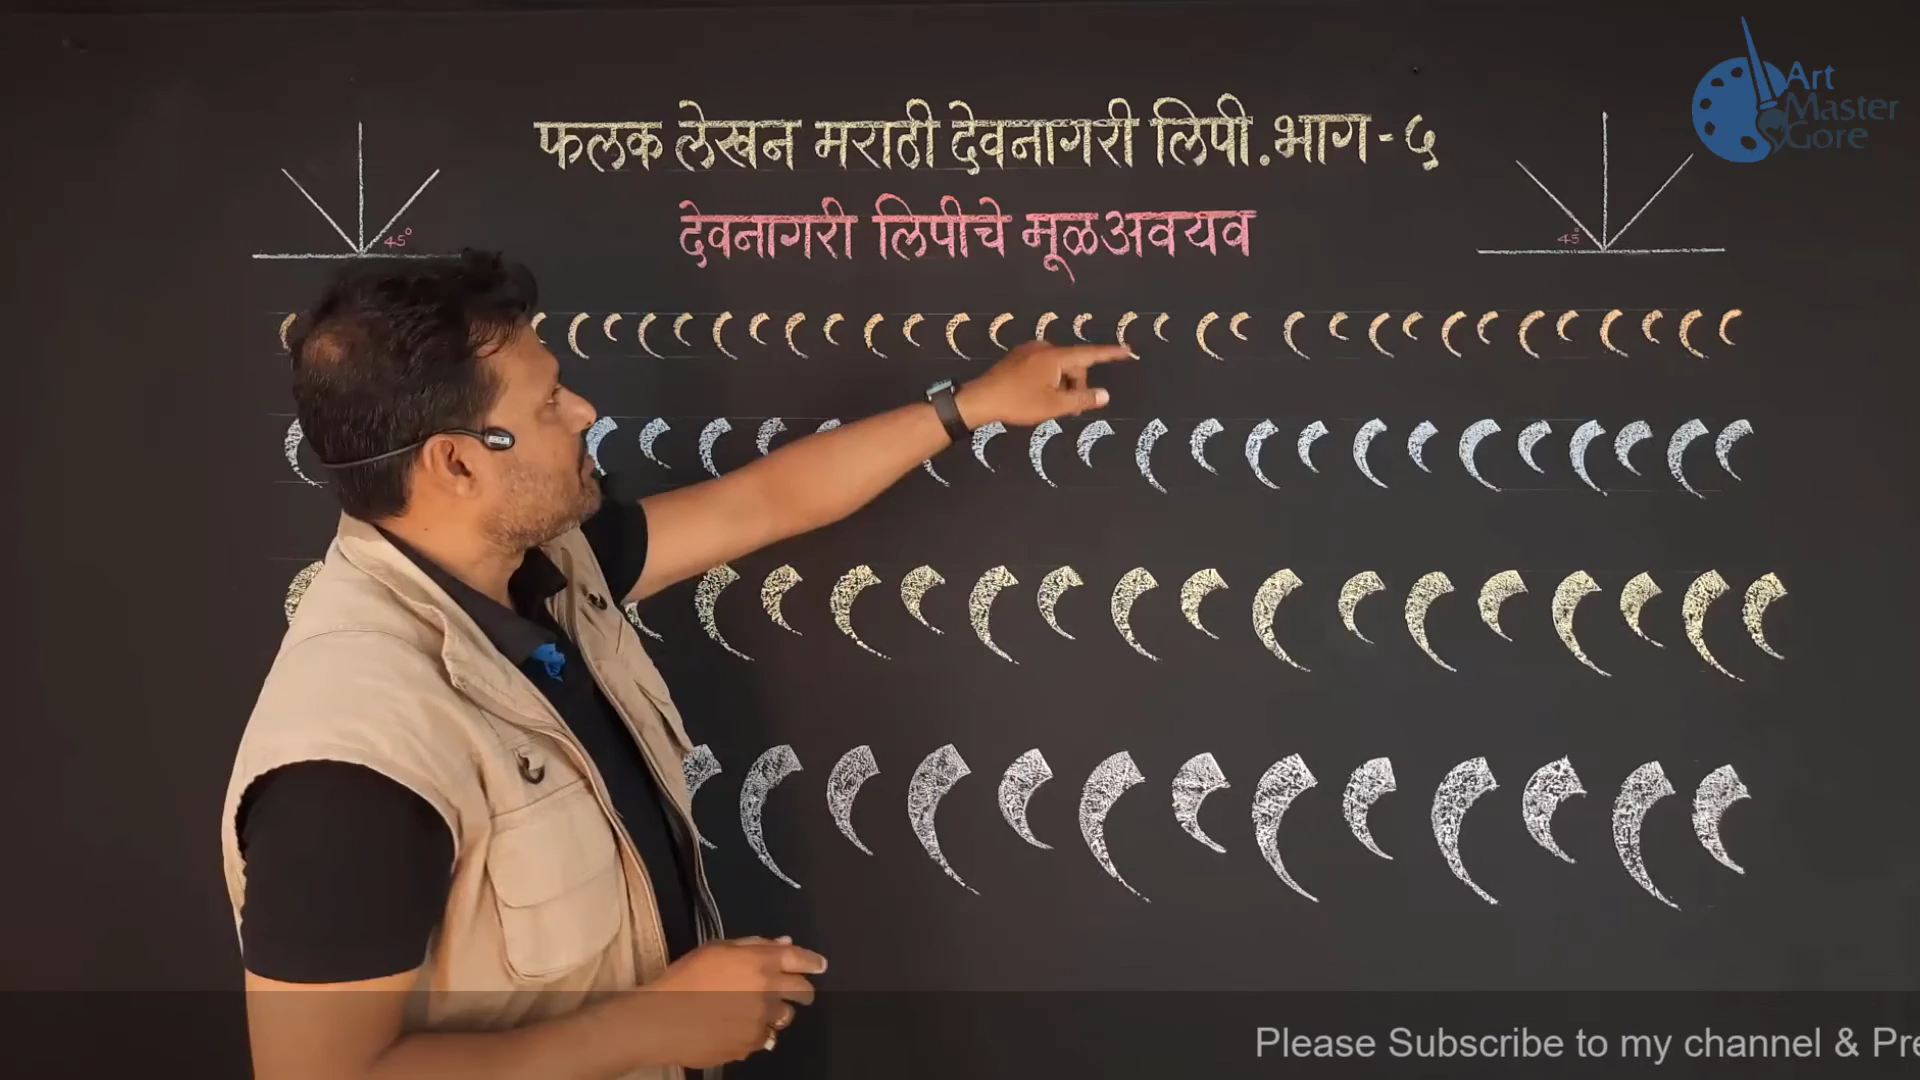 Art
Master
Gore
फलक लेखन मराठी देवनागरी लिपी. भाग - ५
देवनागरी लिपीचे मूळअवयव
45°
45°
Please Subscribe to my channel & Pre